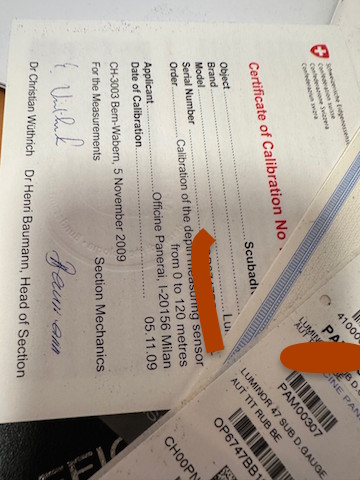 Schweizerische Eidgenossenschaft
Confédération suisse
Confederazione Svizzera
Confederaziun svizra
Certificate of Calibration No.
Object
Brand
Model
Serial Number
Order
Calibration of the depth measuring sensor
from 0 to 120 metres
Applicant
Officine Panerai, I-20156 Milan
Date of Calibration
05.11.09
CH-3003 Bern-Wabern, 5 November 2009
For the Measurements
Section Mechanics
Dr Christian Wüthrich
Dr Henri Baumann, Head of Section
PAM00307
LUMINOR 47 SUB D.GAUGE
AUT TIT RUB BE